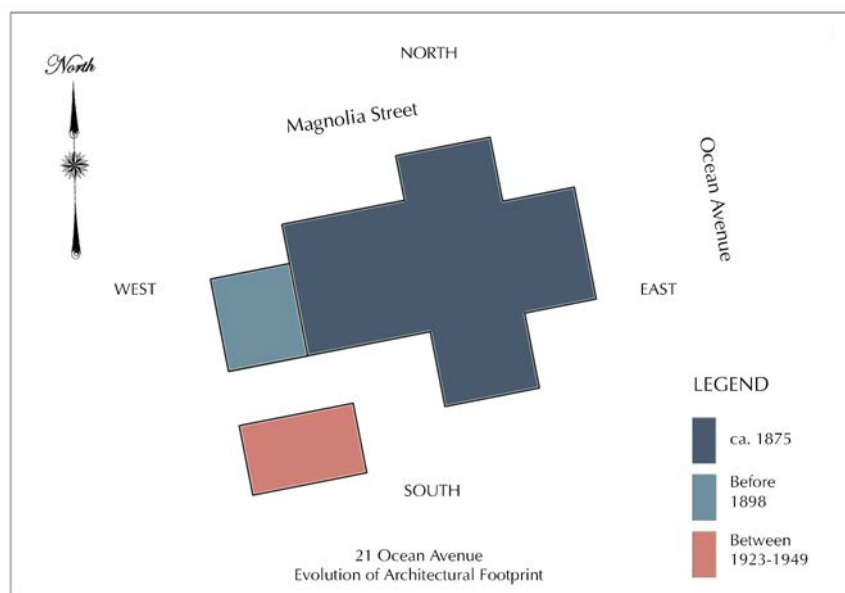 NORTH
North
Magnolia Street
Ocean Avenue
WEST
EAST
LEGEND
ca. 1875
Before
1898
Between
1923-1949
SOUTH
21 Ocean Avenue
Evolution of Architectural Footprint